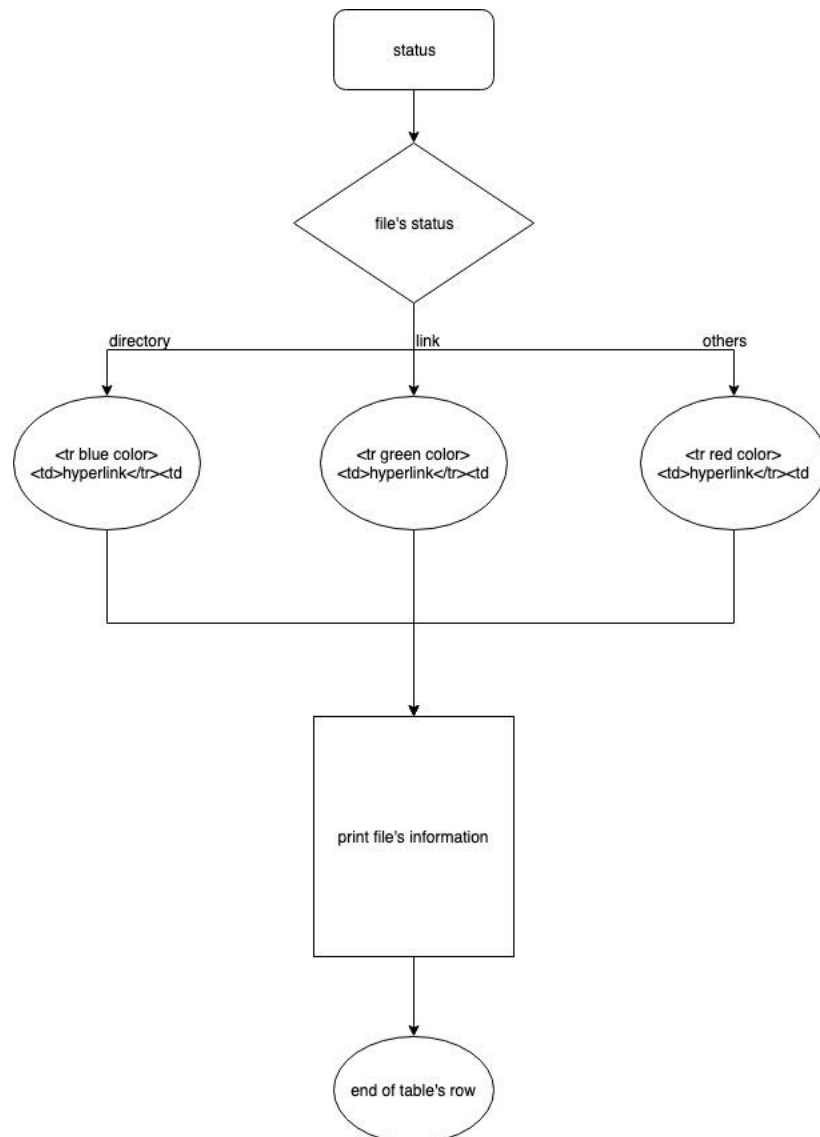 status
file's status
directory
link
others
<tr blue color>
<td>hyperlink</tr><td
<tr green color>
<td>hyperlink</tr><td
<tr red color>
<td>hyperlink</tr><td
print file's information
end of table's row